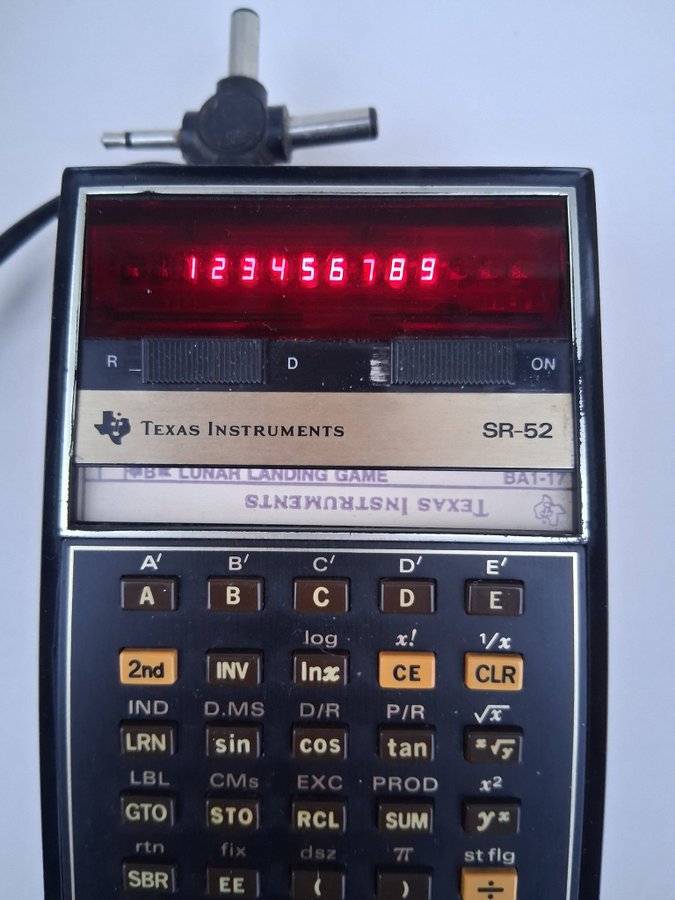 123456789
R D ON
TEXAS INSTRUMENTS SR-52
LUNAR LANDING GAME BA1-17
TEXAS INSTRUMENTS
A' B' C' D' E'
A B C D E
log x! 1/x
2nd INV lnx CE CLR
IND D.MS D/R P/R √x
LRN sin cos tan x√y
LBL CMs EXC PROD x²
GTO STO RCL SUM yˣ
rtn fix dsz π st flg
SBR EE ( ) ÷